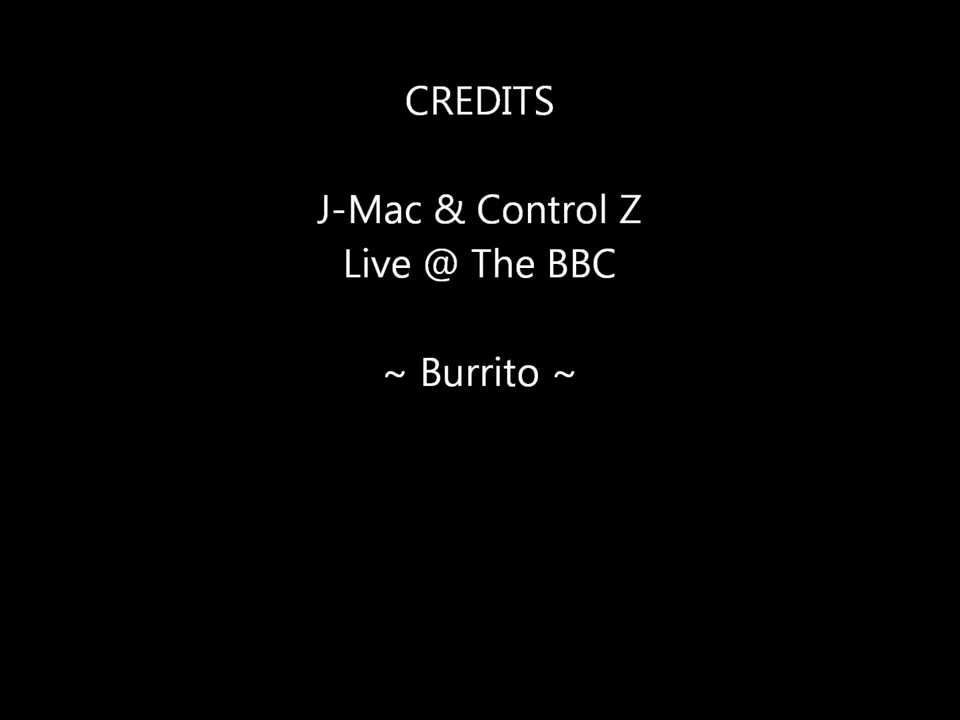 CREDITS
J-Mac & Control Z
Live @ The BBC
~ Burrito ~